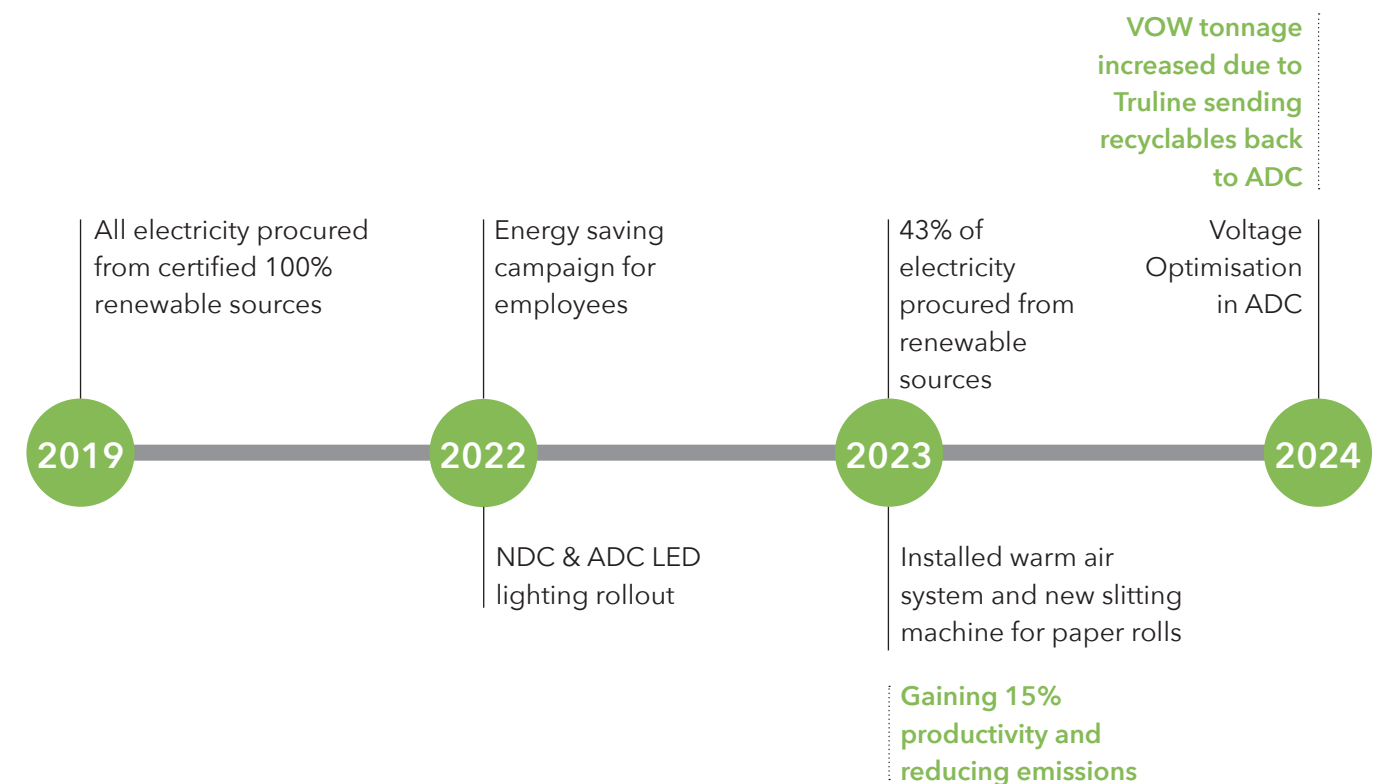 VOW tonnage
increased due to
Truline sending
recyclables back
to ADC
All electricity procured
from certified 100%
renewable sources
Energy saving
campaign for
employees
43% of
electricity
procured from
renewable
sources
Voltage
Optimisation
in ADC
2019
2022
2023
2024
NDC & ADC LED
lighting rollout
Installed warm air
system and new slitting
machine for paper rolls
Gaining 15%
productivity and
reducing emissions